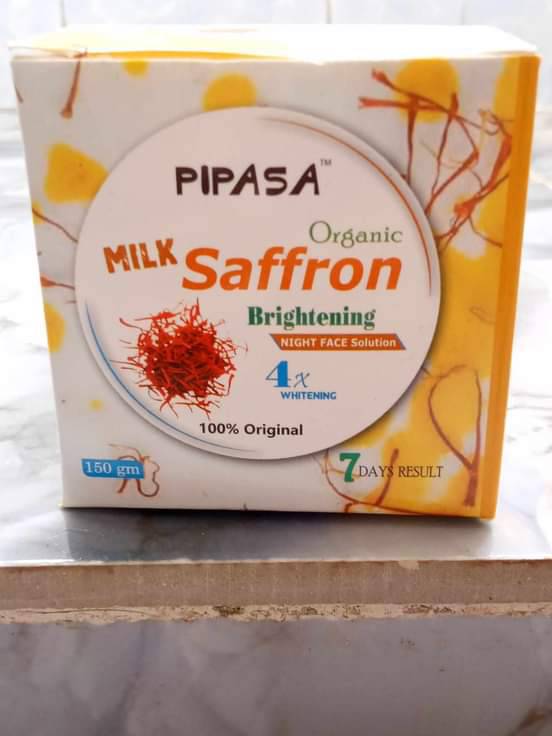 PIPASA™
Organic
MILK Saffron
Brightening
NIGHT FACE Solution
4x
WHITENING
100% Original
150 gm
7 DAYS RESULT